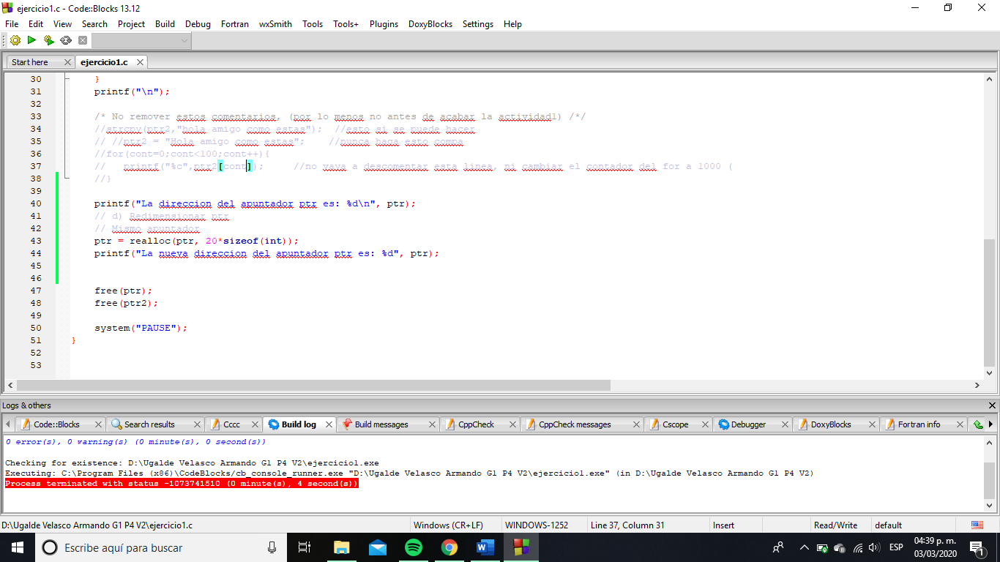 ejercicio1.c - Code::Blocks 13.12
File Edit View Search Project Build Debug Fortran wxSmith Tools Tools+ Plugins DoxyBlocks Settings Help
Start here ejercicio1.c
30 }
31 printf("\n");
32
33 /* No remover estos comentarios, (por lo menos no antes de acabar la actividad1) /*/
34 //strcpy(ptr2,"hola amigo como estas"); //esto si se puede hacer
35 // //ptr2 = "Hola amigo como estas"; //nunca haga esto compa
36 //for(cont=0;cont<100;cont++){
37 // printf("%c",ptr2[cont]); //no vaya a descomentar esta linea, ni cambiar el contador del for a 1000 (
38 //}
39
40 printf("La direccion del apuntador ptr es: %d\n", ptr);
41 // d) Redimensionar ptr
42 // Mismo apuntador
43 ptr = realloc(ptr, 20*sizeof(int));
44 printf("La nueva direccion del apuntador ptr es: %d", ptr);
45
46
47 free(ptr);
48 free(ptr2);
49
50 system("PAUSE");
51 }
52
53
Logs & others
Code::Blocks Search results Cccc Build log Build messages CppCheck CppCheck messages Cscope Debugger DoxyBlocks Fortran info
0 error(s), 0 warning(s) (0 minute(s), 0 second(s))
Checking for existence: D:\Ugalde Velasco Armando G1 P4 V2\ejercicio1.exe
Executing: C:\Program Files (x86)\CodeBlocks/cb_console_runner.exe "D:\Ugalde Velasco Armando G1 P4 V2\ejercicio1.exe" (in D:\Ugalde Velasco Armando G1 P4 V2)
Process terminated with status -1073741510 (0 minute(s), 4 second(s))
D:\Ugalde Velasco Armando G1 P4 V2\ejercicio1.c Windows (CR+LF) WINDOWS-1252 Line 37, Column 31 Insert Read/Write default
Escribe aquí para buscar ESP 04:39 p. m.
03/03/2020 1